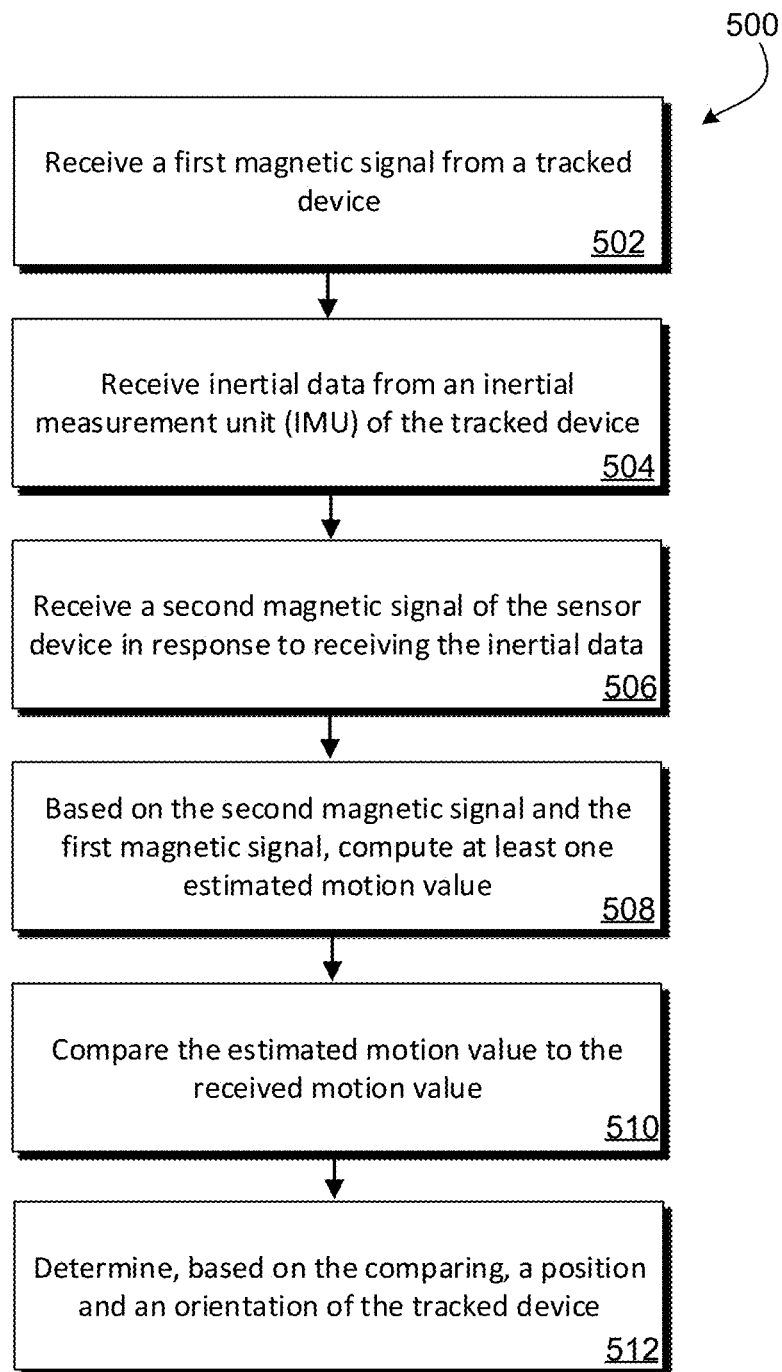 500
Receive a first magnetic signal from a tracked
device
502
Receive inertial data from an inertial
measurement unit (IMU) of the tracked device
504
Receive a second magnetic signal of the sensor
device in response to receiving the inertial data
506
Based on the second magnetic signal and the
first magnetic signal, compute at least one
estimated motion value
508
Compare the estimated motion value to the
received motion value
510
Determine, based on the comparing, a position
and an orientation of the tracked device
512